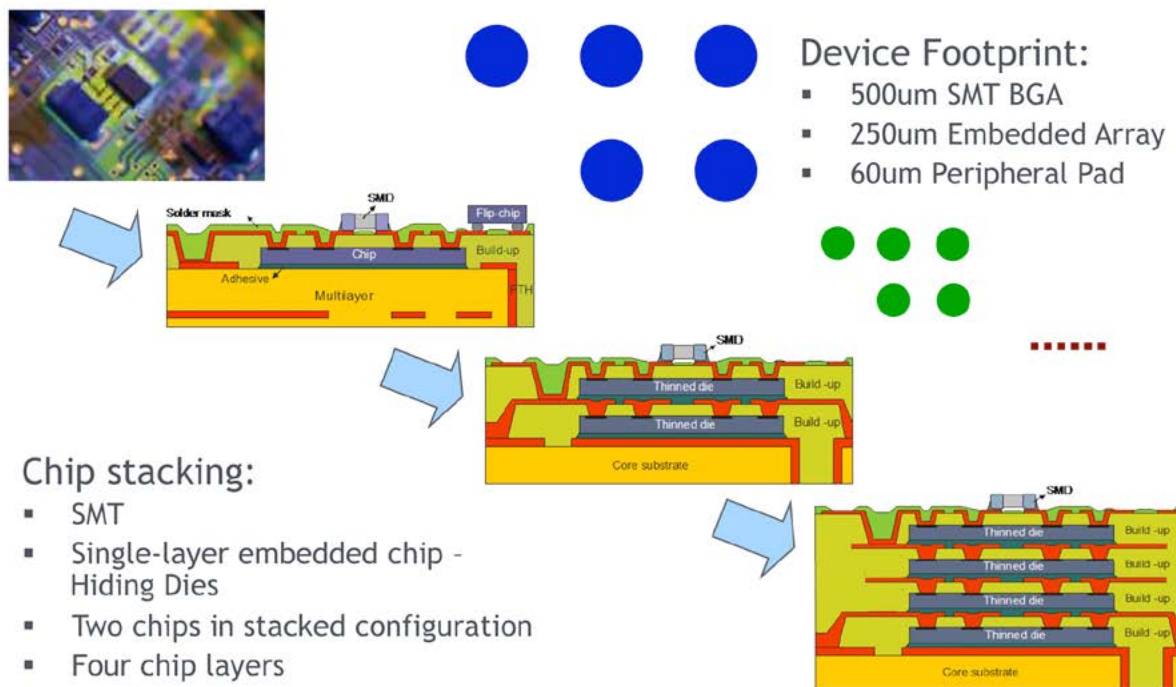 Device Footprint:
▪ 500um SMT BGA
▪ 250um Embedded Array
▪ 60um Peripheral Pad
SMD
Solder mask
Flip-chip
Build-up
Chip
Adhesive
PTH
Multilayer
SMD
Thinned die
Build -up
Thinned die
Build -up
Core substrate
Chip stacking:
▪ SMT
▪ Single-layer embedded chip –
Hiding Dies
▪ Two chips in stacked configuration
▪ Four chip layers
SMD
Thinned die
Build -up
Thinned die
Build -up
Thinned die
Build -up
Thinned die
Build -up
Core substrate